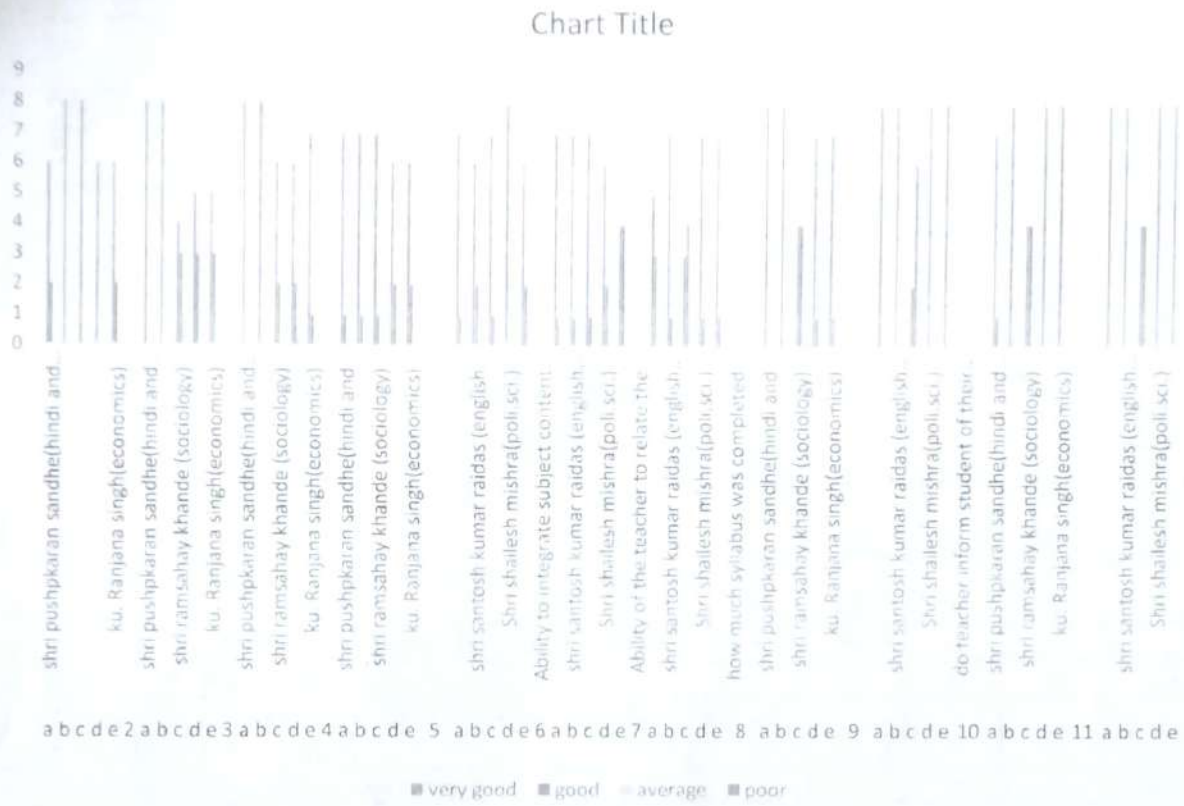 Chart Title
9
8
7
6
5
4
3
2
1
0
shri pushpkaran sandhe(hindi and...
ku. Ranjana singh(economics)
shri pushpkaran sandhe(hindi and
shri ramsahay khande (sociology)
ku. Ranjana singh(economics)
shri pushpkaran sandhe(hindi and...
shri ramsahay khande (sociology)
ku. Ranjana singh(economics)
shri pushpkaran sandhe(hindi and
shri ramsahay khande (sociology)
ku. Ranjana singh(economics)
shri santosh kumar raidas (english
Shri shailesh mishra(poli.sci.)
Ability to integrate subject content..
shri santosh kumar raidas (english..
Shri shailesh mishra(poli.sci.)
Ability of the teacher to relate the
shri santosh kumar raidas (english..
Shri shailesh mishra(poli.sci.)
how much syllabus was completed
shri pushpkaran sandhe(hindi and
shri ramsahay khande (sociology)
ku. Ranjana singh(economics)
shri santosh kumar raidas (english..
Shri shailesh mishra(poli.sci.)
do teacher inform student of their..
shri pushpkaran sandhe(hindi and
shri ramsahay khande (sociology)
ku. Ranjana singh(economics)
shri santosh kumar raidas (english..
Shri shailesh mishra(poli.sci.)
a b c d e 2 a b c d e 3 a b c d e 4 a b c d e 5 a b c d e 6 a b c d e 7 a b c d e 8 a b c d e 9 a b c d e 10 a b c d e 11 a b c d e
very good good average poor